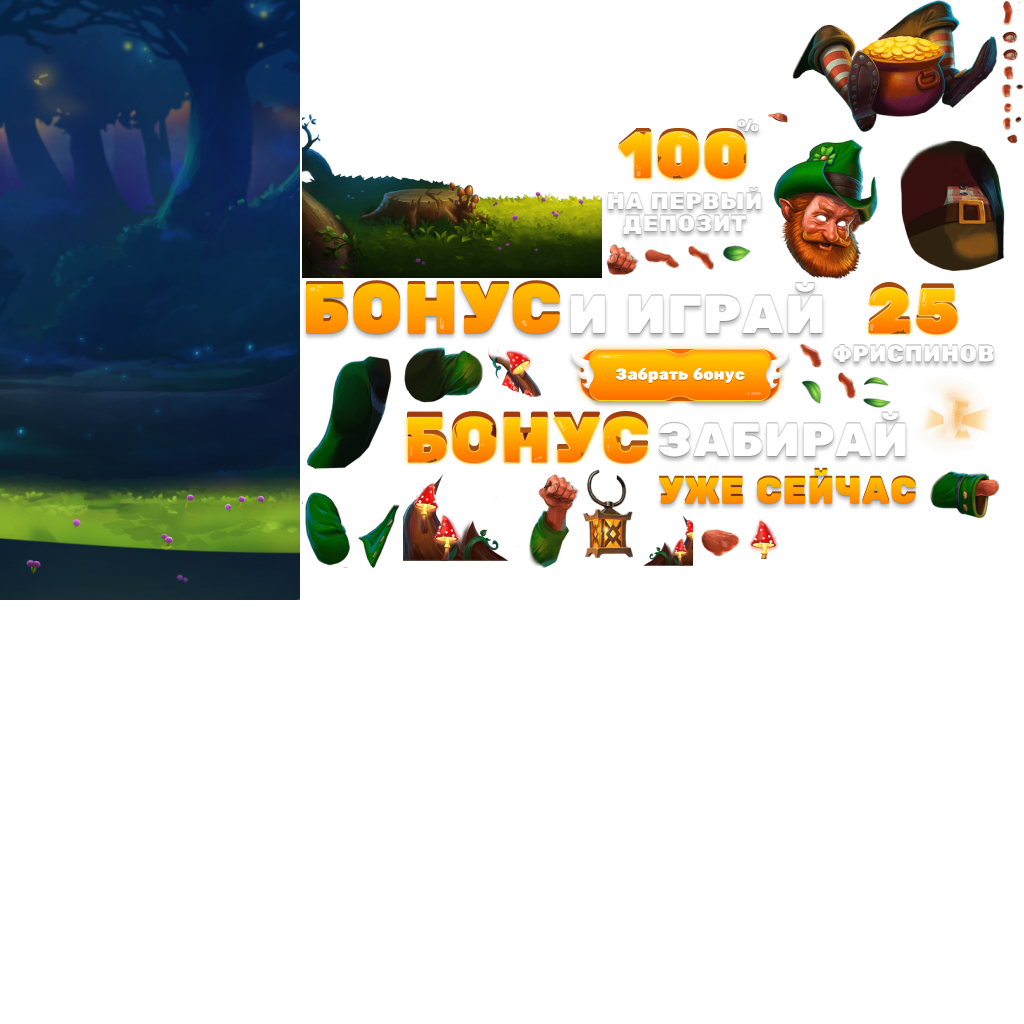 100%
НА ПЕРВЫЙ
ДЕПОЗИТ
БОНУС
И ИГРАЙ
25
ФРИСПИНОВ
Забрать бонус
БОНУС
ЗАБИРАЙ
УЖЕ СЕЙЧАС